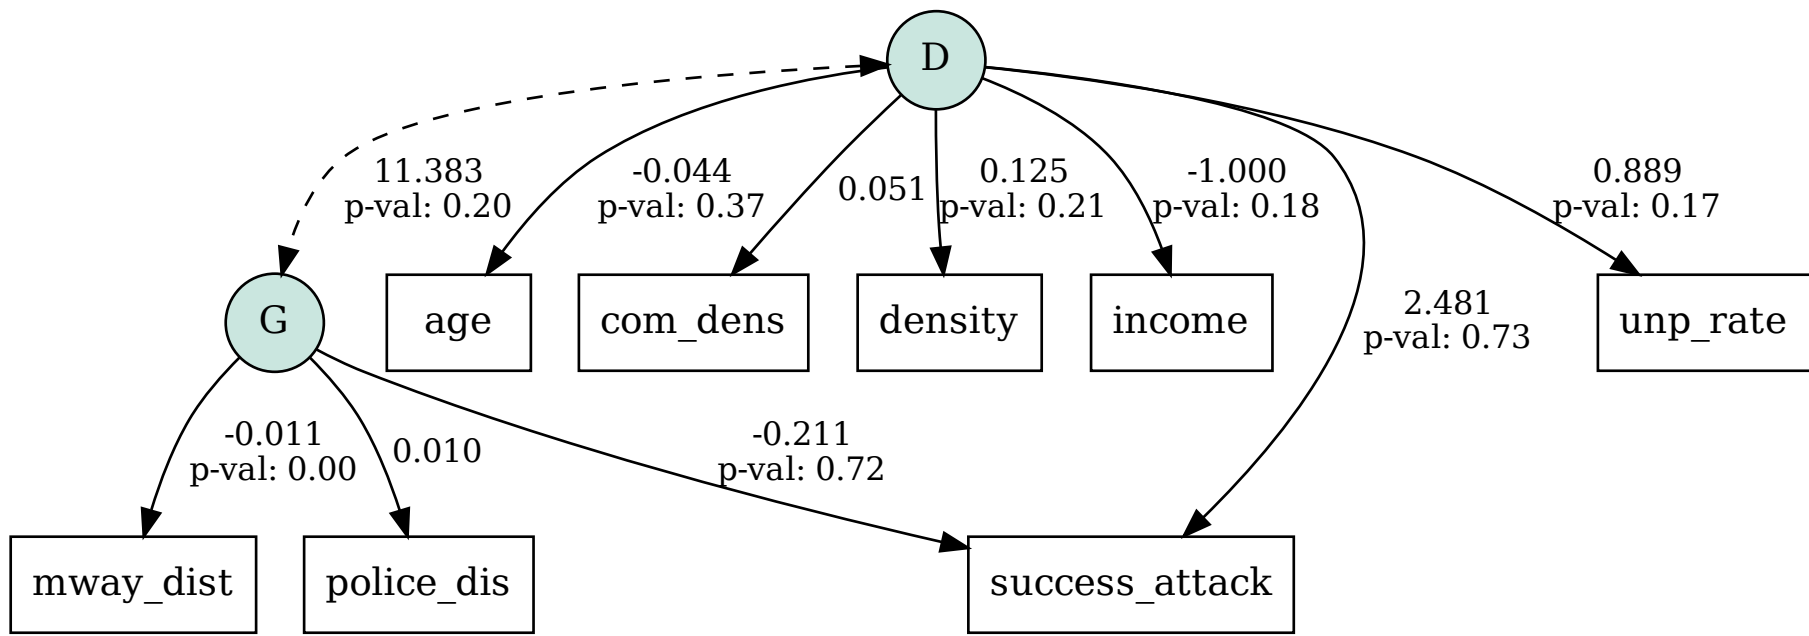 D
11.383
p-val: 0.20
-0.044
p-val: 0.37
0.051
0.125
p-val: 0.21
-1.000
p-val: 0.18
0.889
p-val: 0.17
G
age
com_dens
density
income
2.481
p-val: 0.73
unp_rate
-0.011
p-val: 0.00
0.010
-0.211
p-val: 0.72
mway_dist
police_dis
success_attack